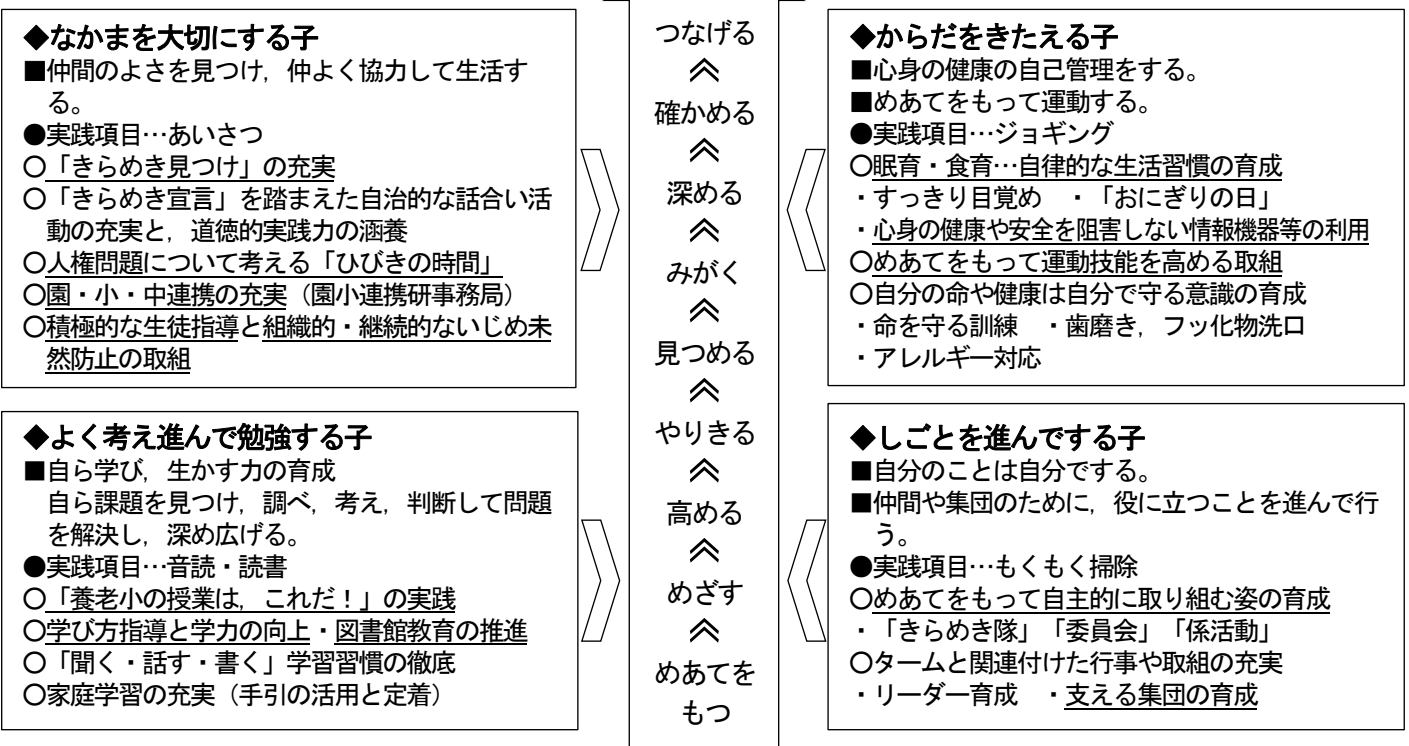 ◆なかまを大切にする子
■仲間のよさを見つけ，仲よく協力して生活す
る。
●実践項目…あいさつ
○「きらめき見つけ」の充実
○「きらめき宣言」を踏まえた自治的な話合い活
動の充実と，道徳的実践力の涵養
○人権問題について考える「ひびきの時間」
○園・小・中連携の充実（園小連携研事務局）
○積極的な生徒指導と組織的・継続的ないじめ未
然防止の取組
◆よく考え進んで勉強する子
■自ら学び，生かす力の育成
自ら課題を見つけ，調べ，考え，判断して問題
を解決し，深め広げる。
●実践項目…音読・読書
○「養老小の授業は，これだ！」の実践
○学び方指導と学力の向上・図書館教育の推進
○「聞く・話す・書く」学習習慣の徹底
○家庭学習の充実（手引の活用と定着）
つなげる
確かめる
深める
みがく
見つめる
やりきる
高める
めざす
めあてを
もつ
◆からだをきたえる子
■心身の健康の自己管理をする。
■めあてをもって運動する。
●実践項目…ジョギング
○眠育・食育…自律的な生活習慣の育成
・すっきり目覚め　・「おにぎりの日」
・心身の健康や安全を阻害しない情報機器等の利用
○めあてをもって運動技能を高める取組
○自分の命や健康は自分で守る意識の育成
・命を守る訓練　・歯磨き，フッ化物洗口
・アレルギー対応
◆しごとを進んでする子
■自分のことは自分でする。
■仲間や集団のために，役に立つことを進んで行
う。
●実践項目…もくもく掃除
○めあてをもって自主的に取り組む姿の育成
・「きらめき隊」「委員会」「係活動」
○タームと関連付けた行事や取組の充実
・リーダー育成　・支える集団の育成